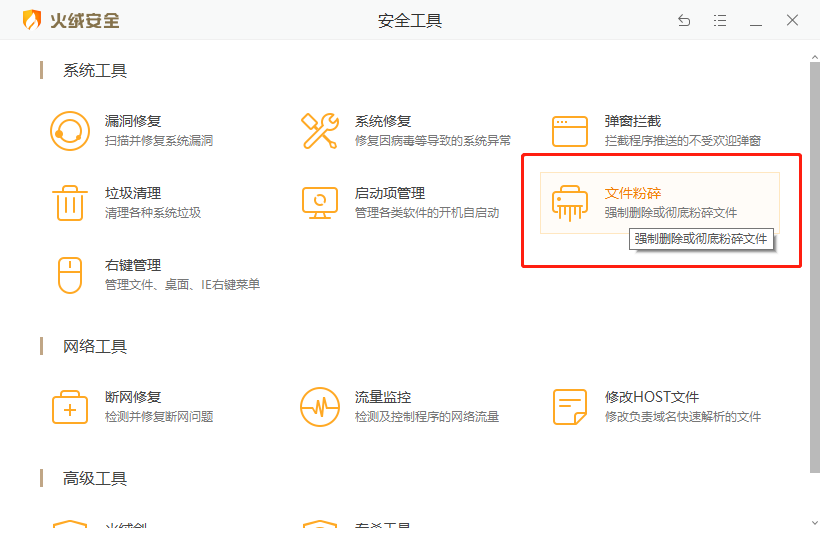 火绒安全
安全工具
系统工具
漏洞修复
扫描并修复系统漏洞
系统修复
修复因病毒等导致的系统异常
弹窗拦截
拦截程序推送的不受欢迎弹窗
垃圾清理
清理各种系统垃圾
启动项管理
管理各类软件的开机自启动
文件粉碎
强制删除或彻底粉碎文件
强制删除或彻底粉碎文件
右键管理
管理文件、桌面、IE右键菜单
网络工具
断网修复
检测并修复断网问题
流量监控
检测及控制程序的网络流量
修改HOST文件
修改负责域名快速解析的文件
高级工具
火绒剑
专杀工具